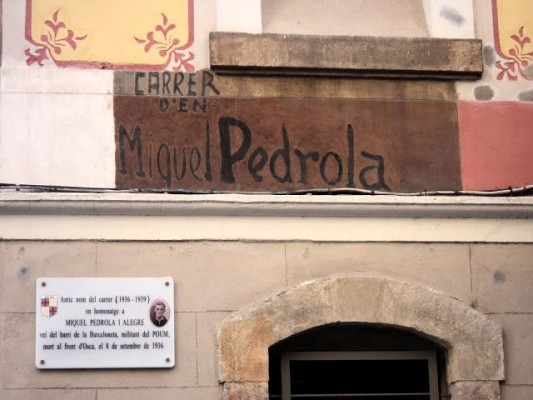 CARRER
D'EN
Miquel Pedrola
Antic nom del carrer (1936-1939)
en homenatge a
MIQUEL PEDROLA I ALEGRE
veí del barri de la Barceloneta, militant del POUM,
mort al front d'Osca, el 8 de setembre de 1936